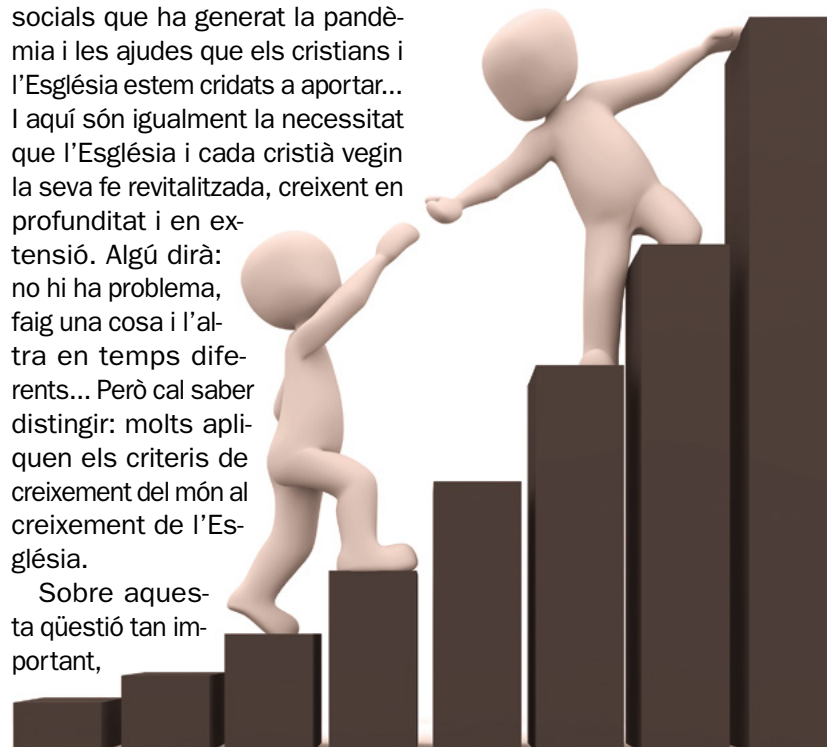 socials que ha generat la pandè-
mia i les ajudes que els cristians i
l’Església estem cridats a aportar...
I aquí són igualment la necessitat
que l’Església i cada cristià vegin
la seva fe revitalitzada, creixent en
profunditat i en ex-
tensió. Algú dirà:
no hi ha problema,
faig una cosa i l’al-
tra en temps dife-
rents... Però cal saber
distingir: molts apli-
quen els criteris de
creixement del món al
creixement de l’Es-
glésia.
Sobre aques-
ta qüestió tan im-
portant,